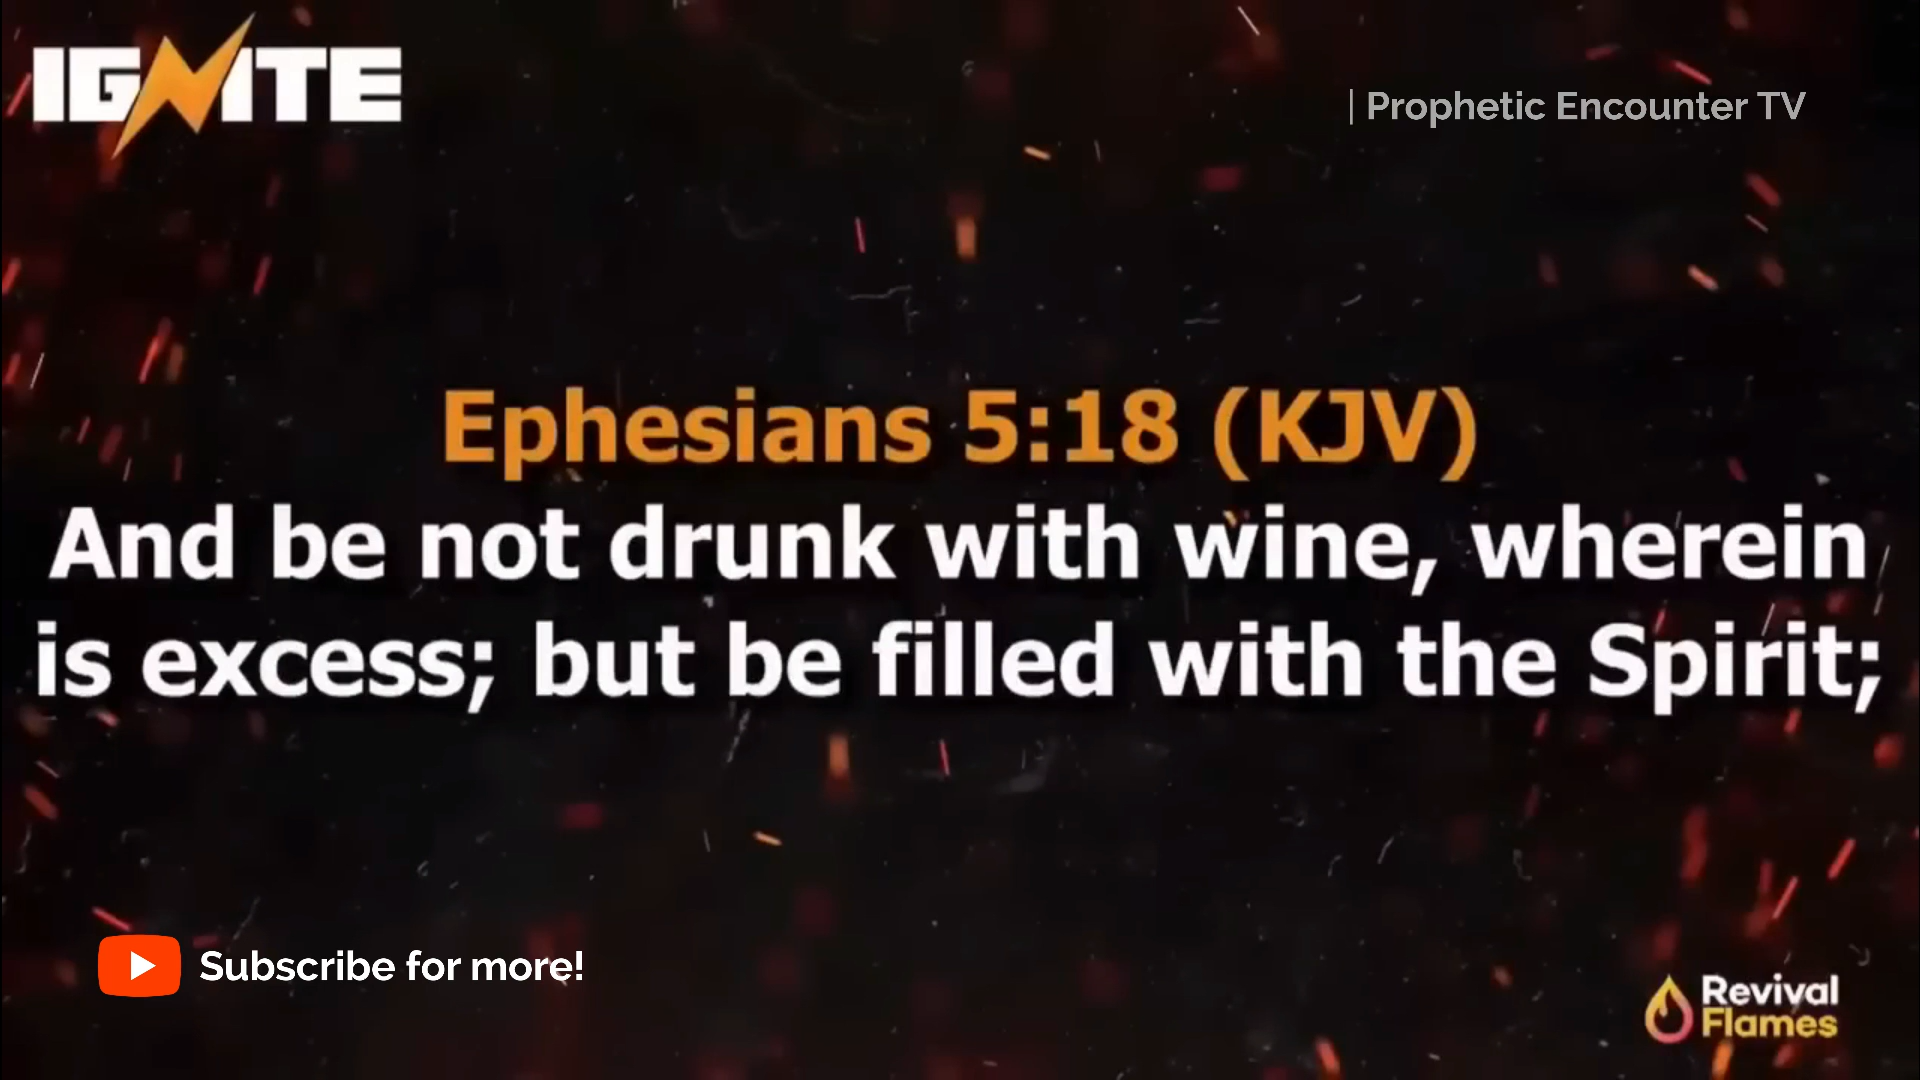 IGNITE
| Prophetic Encounter TV
Ephesians 5:18 (KJV)
And be not drunk with wine, wherein
is excess; but be filled with the Spirit;
Subscribe for more!
Revival
Flames